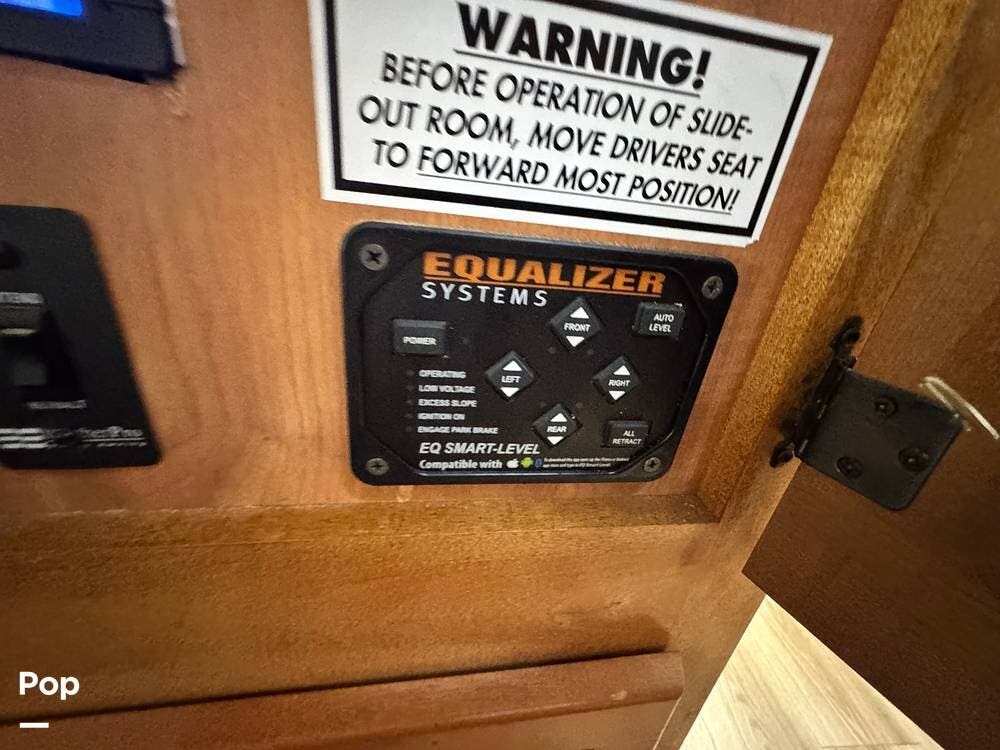 WARNING!
BEFORE OPERATION OF SLIDE-
OUT ROOM, MOVE DRIVERS SEAT
TO FORWARD MOST POSITION!
EQUALIZER
SYSTEMS
POWER
FRONT
AUTO
LEVEL
LEFT
RIGHT
REAR
ALL
RETRACT
OPERATING
LOW VOLTAGE
EXCESS SLOPE
IGNITION ON
ENGAGE PARK BRAKE
EQ SMART-LEVEL
Compatible with
Pop